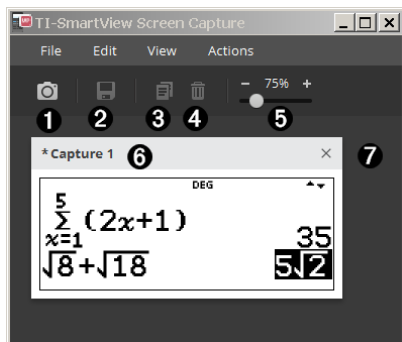 TI-SmartView Screen Capture
File Edit View Actions
− 75% +
1 2 3 4 5
*Capture 1 6 × 7
DEG
5
Σ (2x+1)
x=1
35
√8+√18 5√2